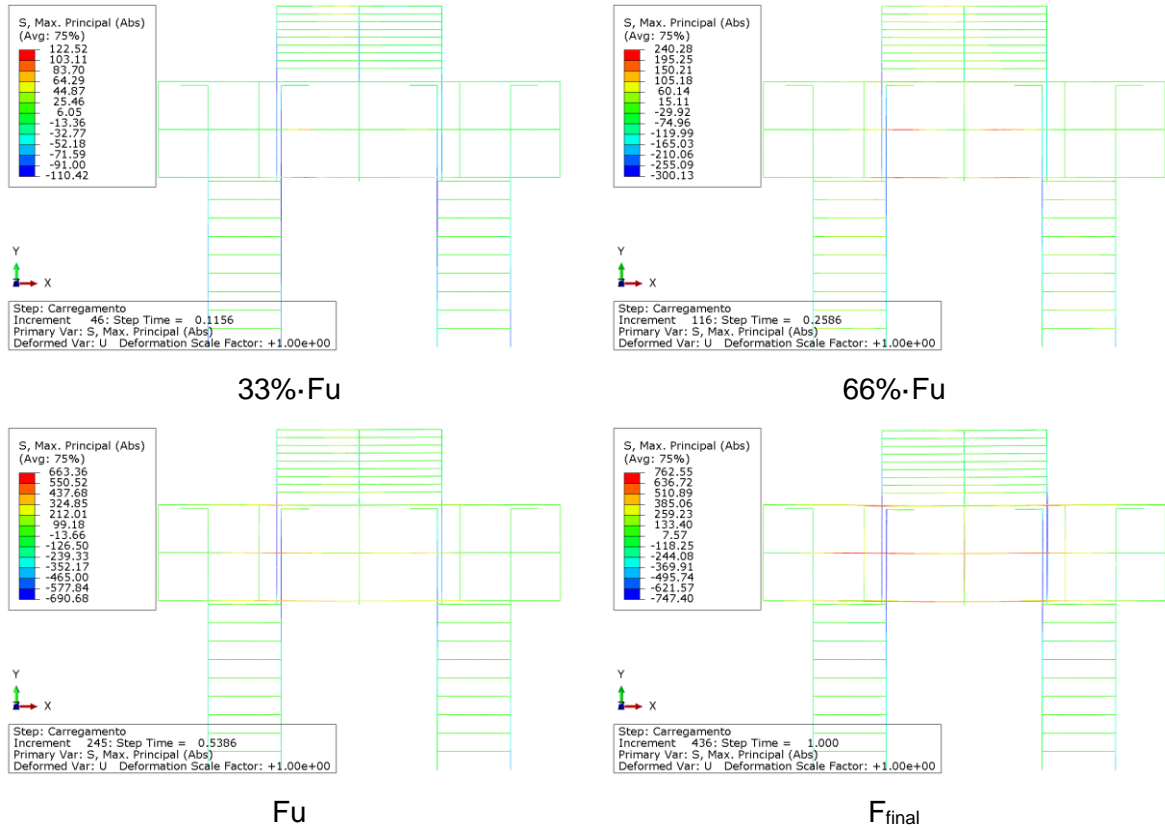 S, Max. Principal (Abs)
(Avg: 75%)
122.52
103.11
83.70
64.29
44.87
25.46
6.05
-13.36
-32.77
-52.18
-71.59
-91.00
-110.42
Y
Z
X
Step: Carregamento
Increment 46: Step Time = 0.1156
Primary Var: S, Max. Principal (Abs)
Deformed Var: U Deformation Scale Factor: +1.00e+00
33%·Fu
S, Max. Principal (Abs)
(Avg: 75%)
240.28
195.25
150.21
105.18
60.14
15.11
-29.92
-74.96
-119.99
-165.03
-210.06
-255.09
-300.13
Y
Z
X
Step: Carregamento
Increment 116: Step Time = 0.2586
Primary Var: S, Max. Principal (Abs)
Deformed Var: U Deformation Scale Factor: +1.00e+00
66%·Fu
S, Max. Principal (Abs)
(Avg: 75%)
663.36
550.52
437.68
324.85
212.01
99.18
-13.66
-126.50
-239.33
-352.17
-465.00
-577.84
-690.68
Y
Z
X
Step: Carregamento
Increment 245: Step Time = 0.5386
Primary Var: S, Max. Principal (Abs)
Deformed Var: U Deformation Scale Factor: +1.00e+00
Fu
S, Max. Principal (Abs)
(Avg: 75%)
762.55
636.72
510.89
385.06
259.23
133.40
7.57
-118.25
-244.08
-369.91
-495.74
-621.57
-747.40
Y
Z
X
Step: Carregamento
Increment 436: Step Time = 1.000
Primary Var: S, Max. Principal (Abs)
Deformed Var: U Deformation Scale Factor: +1.00e+00
Ffinal